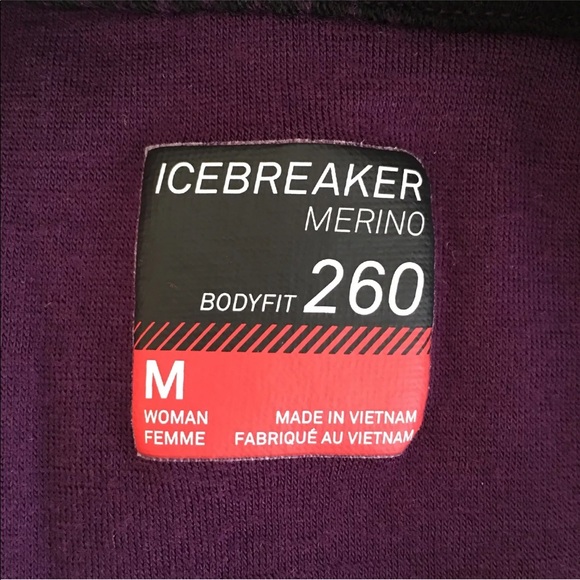 ICEBREAKER
MERINO
BODYFIT 260
M
WOMAN MADE IN VIETNAM
FEMME FABRIQUÉ AU VIETNAM